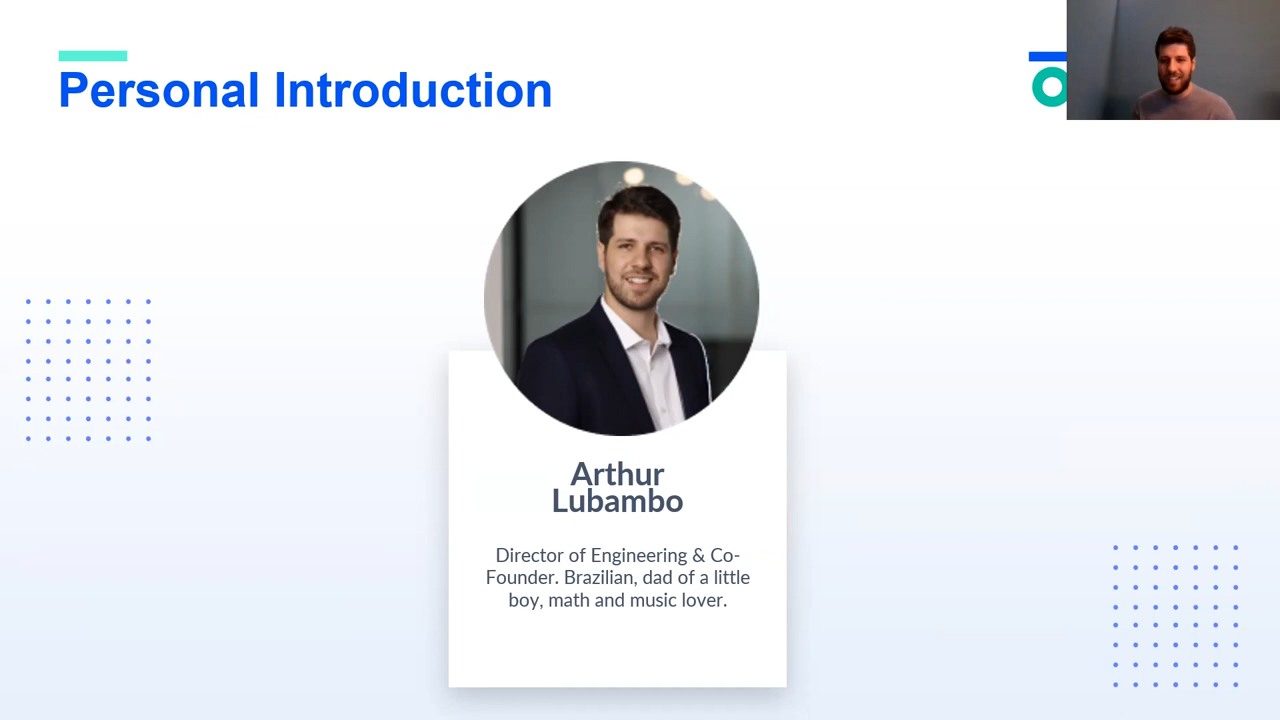 Personal Introduction
Arthur
Lubambo
Director of Engineering & Co-
Founder. Brazilian, dad of a little
boy, math and music lover.